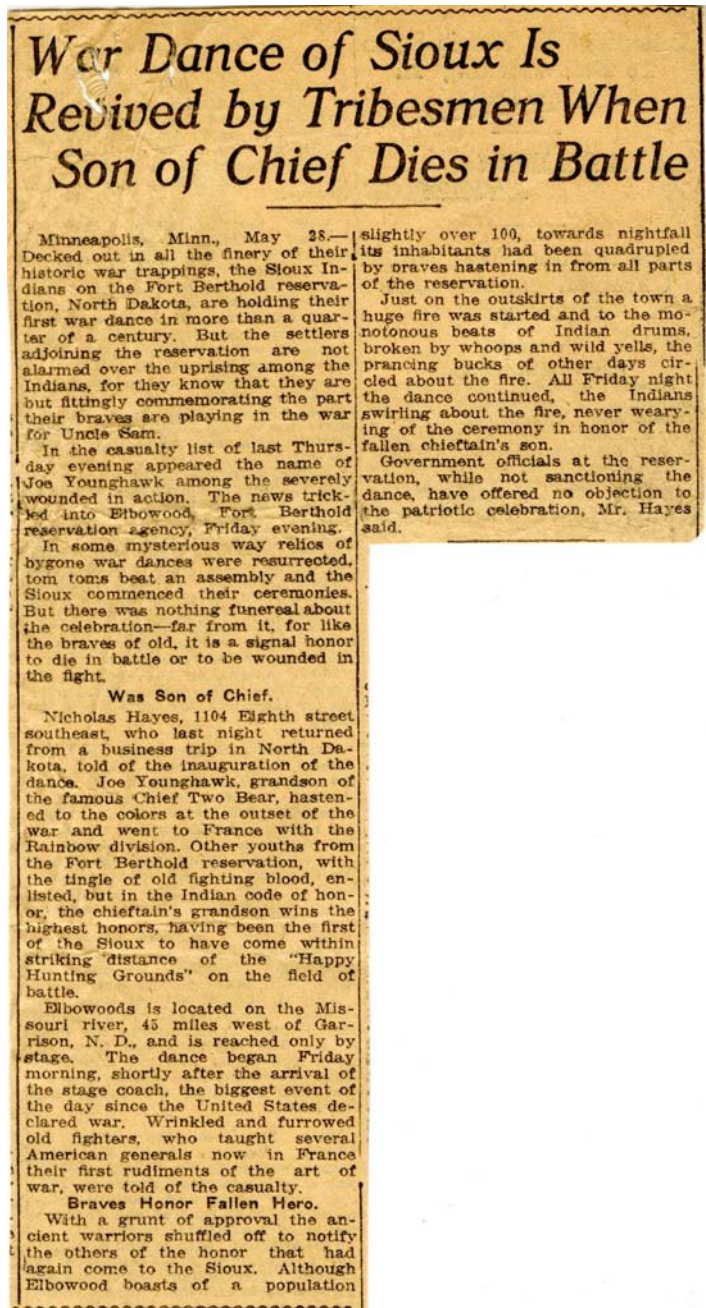 War Dance of Sioux Is
Revived by Tribesmen When
Son of Chief Dies in Battle
Minneapolis, Minn., May 28.—
Decked out in all the finery of their
historic war trappings, the Sioux In-
dians on the Fort Berthold reserva-
tion, North Dakota, are holding their
first war dance in more than a quar-
ter of a century. But the settlers
adjoining the reservation are not
alarmed over the uprising among the
Indians, for they know that they are
but fittingly commemorating the part
their braves are playing in the war
for Uncle Sam.
In the casualty list of last Thurs-
day evening appeared the name of
Joe Younghawk among the severely
wounded in action. The news trick-
led into Elbowood, Fort Berthold
reservation agency, Friday evening.
In some mysterious way relics of
bygone war dances were resurrected,
tom toms beat an assembly and the
Sioux commenced their ceremonies.
But there was nothing funereal about
the celebration—far from it, for like
the braves of old, it is a signal honor
to die in battle or to be wounded in
the fight.
Was Son of Chief.
Nicholas Hayes, 1104 Eighth street
southeast, who last night returned
from a business trip in North Da-
kota, told of the inauguration of the
dance. Joe Younghawk, grandson of
the famous Chief Two Bear, hasten-
ed to the colors at the outset of the
war and went to France with the
Rainbow division. Other youths from
the Fort Berthold reservation, with
the tingle of old fighting blood, en-
listed, but in the Indian code of hon-
or, the chieftain's grandson wins the
highest honors, having been the first
of the Sioux to have come within
striking distance of the "Happy
Hunting Grounds" on the field of
battle.
Elbowoods is located on the Mis-
souri river, 45 miles west of Gar-
rison, N. D., and is reached only by
stage. The dance began Friday
morning, shortly after the arrival of
the stage coach, the biggest event of
the day since the United States de-
clared war. Wrinkled and furrowed
old fighters, who taught several
American generals now in France
their first rudiments of the art of
war, were told of the casualty.
Braves Honor Fallen Hero.
With a grunt of approval the an-
cient warriors shuffled off to notify
the others of the honor that had
again come to the Sioux. Although
Elbowood boasts of a population
slightly over 100, towards nightfall
its inhabitants had been quadrupled
by braves hastening in from all parts
of the reservation.
Just on the outskirts of the town a
huge fire was started and to the mo-
notonous beats of Indian drums,
broken by whoops and wild yells, the
prancing bucks of other days cir-
cled about the fire. All Friday night
the dance continued, the Indians
swirling about the fire, never weary-
ing of the ceremony in honor of the
fallen chieftain's son.
Government officials at the reser-
vation, while not sanctioning the
dance, have offered no objection to
the patriotic celebration, Mr. Hayes
said.